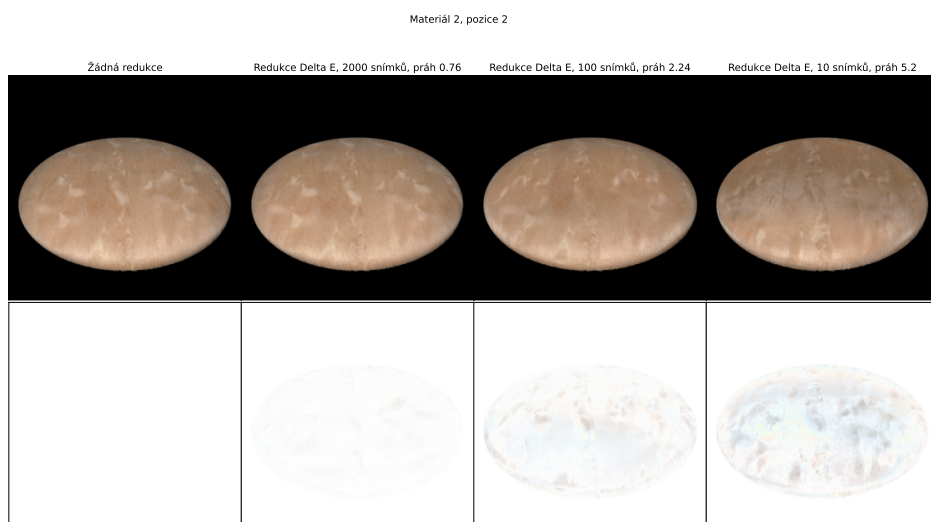 Materiál 2, pozice 2
Žádná redukce
Redukce Delta E, 2000 snímků, práh 0.76
Redukce Delta E, 100 snímků, práh 2.24
Redukce Delta E, 10 snímků, práh 5.2